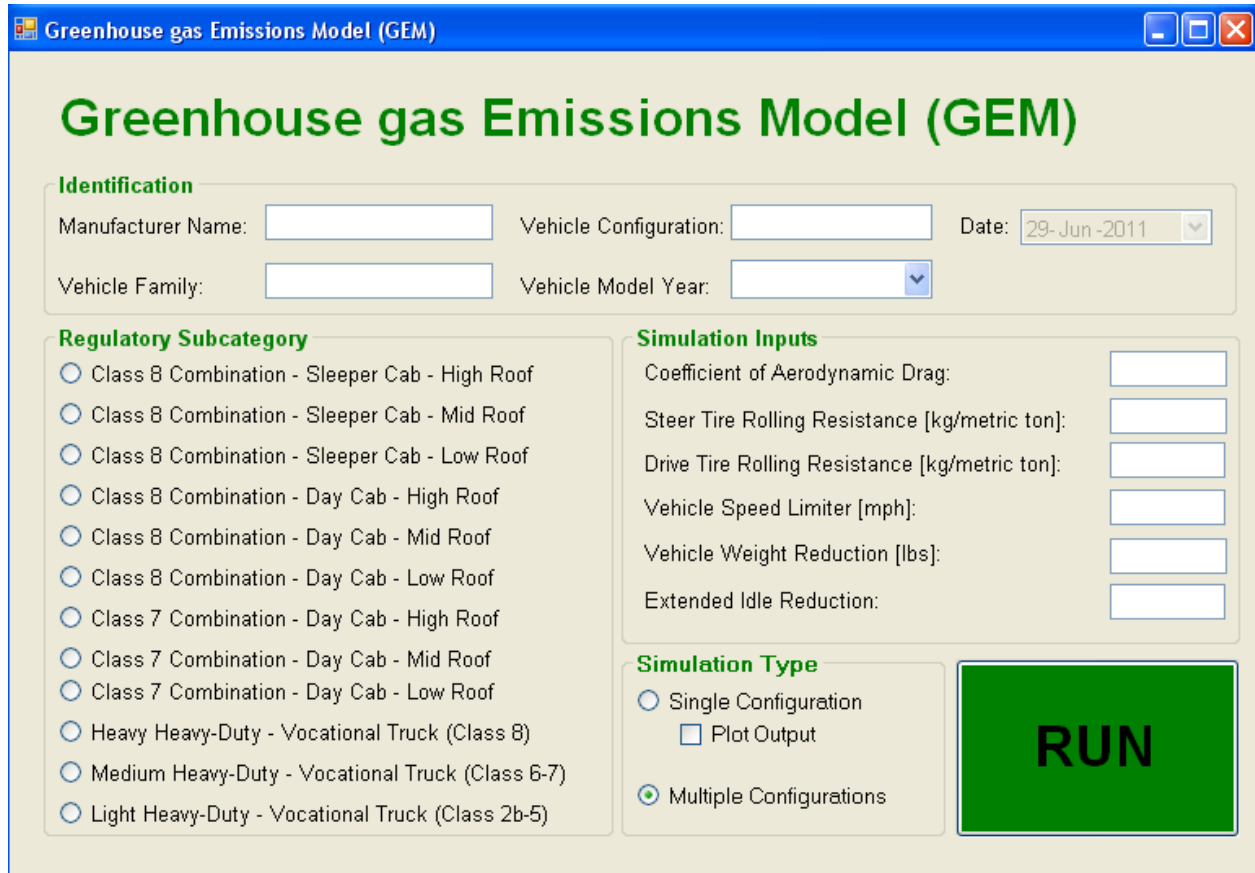 Greenhouse gas Emissions Model (GEM)
Greenhouse gas Emissions Model (GEM)
Identification
Manufacturer Name:
Vehicle Configuration:
Date: 29-Jun-2011
Vehicle Family:
Vehicle Model Year:
Regulatory Subcategory
Class 8 Combination - Sleeper Cab - High Roof
Class 8 Combination - Sleeper Cab - Mid Roof
Class 8 Combination - Sleeper Cab - Low Roof
Class 8 Combination - Day Cab - High Roof
Class 8 Combination - Day Cab - Mid Roof
Class 8 Combination - Day Cab - Low Roof
Class 7 Combination - Day Cab - High Roof
Class 7 Combination - Day Cab - Mid Roof
Class 7 Combination - Day Cab - Low Roof
Heavy Heavy-Duty - Vocational Truck (Class 8)
Medium Heavy-Duty - Vocational Truck (Class 6-7)
Light Heavy-Duty - Vocational Truck (Class 2b-5)
Simulation Inputs
Coefficient of Aerodynamic Drag:
Steer Tire Rolling Resistance [kg/metric ton]:
Drive Tire Rolling Resistance [kg/metric ton]:
Vehicle Speed Limiter [mph]:
Vehicle Weight Reduction [lbs]:
Extended Idle Reduction:
Simulation Type
Single Configuration
Plot Output
Multiple Configurations
RUN